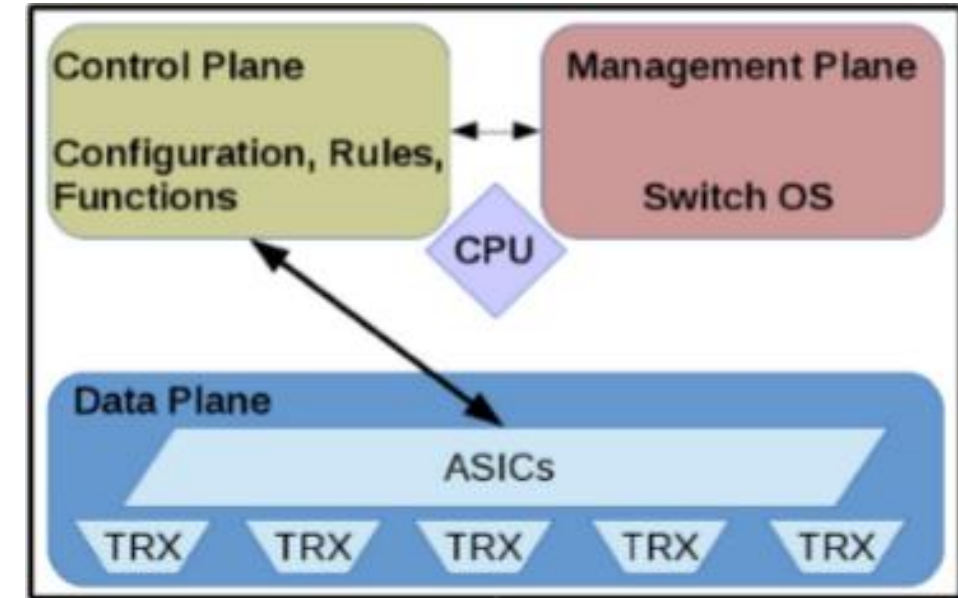 Control Plane
Configuration, Rules,
Functions
Management Plane
Switch OS
CPU
Data Plane
ASICs
TRX TRX TRX TRX TRX